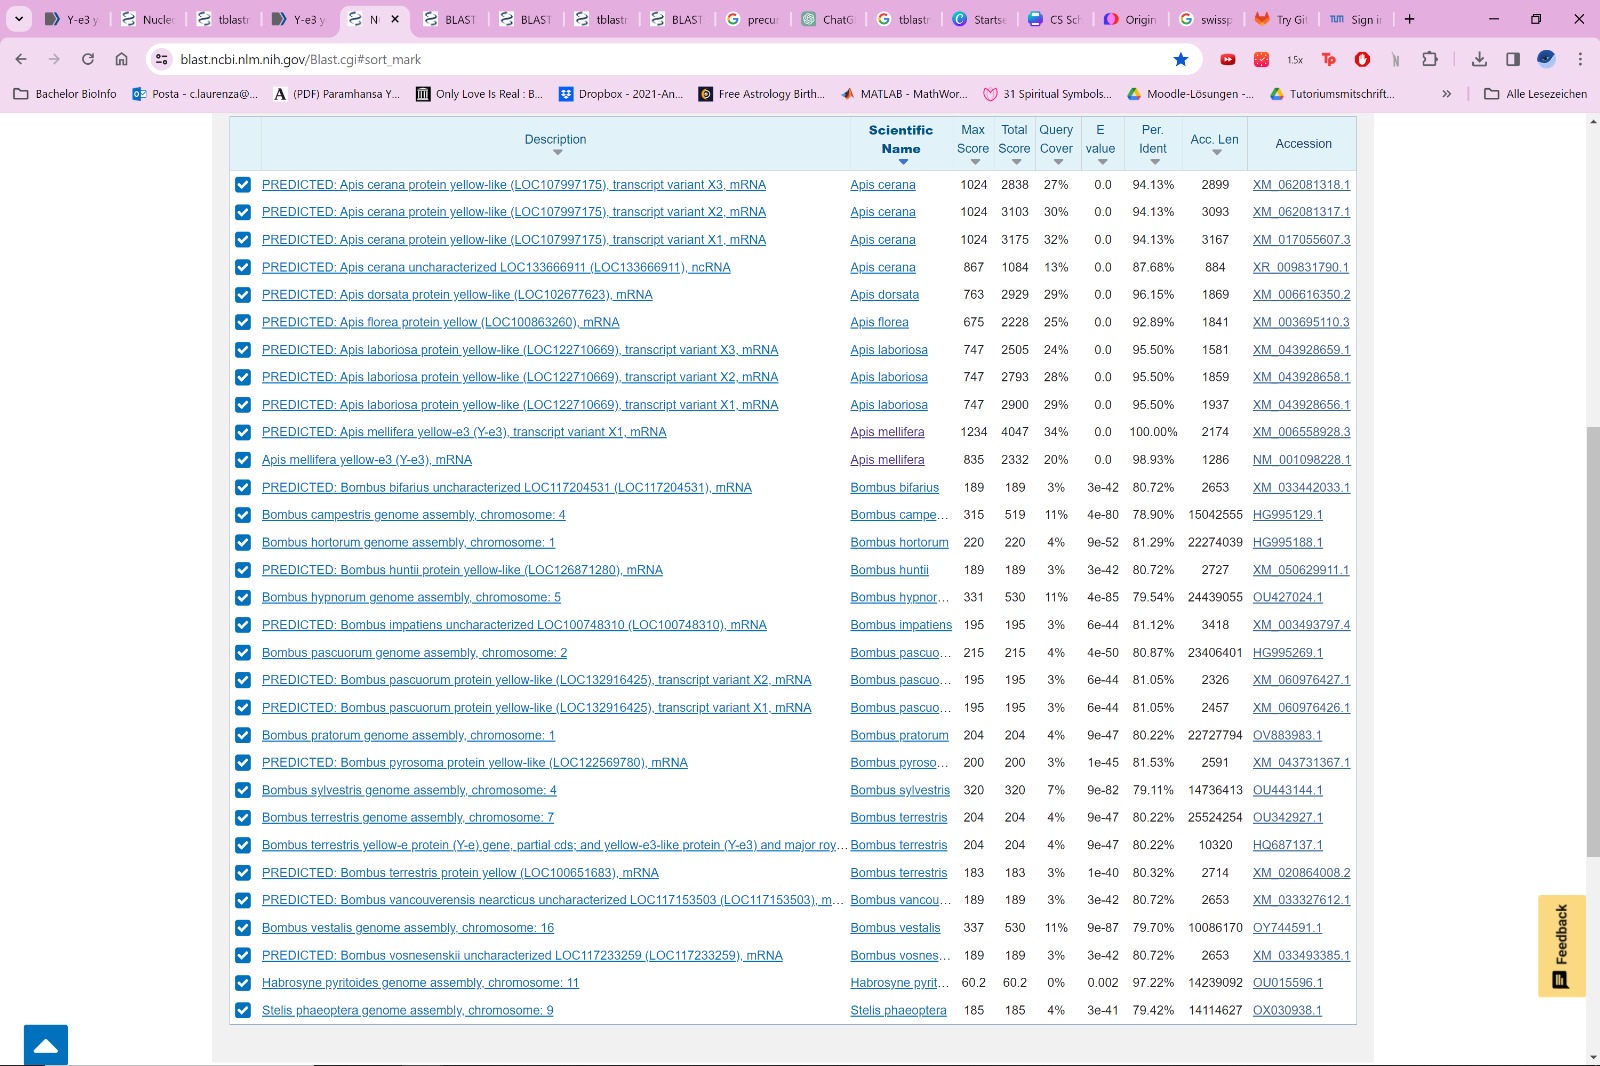 Y-e3 y
Nucle
tblast
Y-e3 y
N
BLAST
BLAST
tblast
BLAST
precur
ChatG
tblast
Startse
CS Sch
Origin
swissp
Try Gi
TUM Sign i
blast.ncbi.nlm.nih.gov/Blast.cgi#sort_mark
1.5x
Tp
Bachelor BioInfo
Posta - c.laurenza@...
(PDF) Paramhansa Y...
Only Love Is Real : B...
Dropbox - 2021-An...
Free Astrology Birth...
MATLAB - MathWor...
31 Spiritual Symbols...
Moodle-Lösungen -...
Tutoriumsmitschrift...
»
Alle Lesezeichen
Description Scientific Name Max Score Total Score Query Cover E value Per. Ident Acc. Len Accession
PREDICTED: Apis cerana protein yellow-like (LOC107997175), transcript variant X3, mRNA Apis cerana 1024 2838 27% 0.0 94.13% 2899 XM_062081318.1
PREDICTED: Apis cerana protein yellow-like (LOC107997175), transcript variant X2, mRNA Apis cerana 1024 3103 30% 0.0 94.13% 3093 XM_062081317.1
PREDICTED: Apis cerana protein yellow-like (LOC107997175), transcript variant X1, mRNA Apis cerana 1024 3175 32% 0.0 94.13% 3167 XM_017055607.3
PREDICTED: Apis cerana uncharacterized LOC133666911 (LOC133666911), ncRNA Apis cerana 867 1084 13% 0.0 87.68% 884 XR_009831790.1
PREDICTED: Apis dorsata protein yellow-like (LOC102677623), mRNA Apis dorsata 763 2929 29% 0.0 96.15% 1869 XM_006616350.2
PREDICTED: Apis florea protein yellow (LOC100863260), mRNA Apis florea 675 2228 25% 0.0 92.89% 1841 XM_003695110.3
PREDICTED: Apis laboriosa protein yellow-like (LOC122710669), transcript variant X3, mRNA Apis laboriosa 747 2505 24% 0.0 95.50% 1581 XM_043928659.1
PREDICTED: Apis laboriosa protein yellow-like (LOC122710669), transcript variant X2, mRNA Apis laboriosa 747 2793 28% 0.0 95.50% 1859 XM_043928658.1
PREDICTED: Apis laboriosa protein yellow-like (LOC122710669), transcript variant X1, mRNA Apis laboriosa 747 2900 29% 0.0 95.50% 1937 XM_043928656.1
PREDICTED: Apis mellifera yellow-e3 (Y-e3), transcript variant X1, mRNA Apis mellifera 1234 4047 34% 0.0 100.00% 2174 XM_006558928.3
Apis mellifera yellow-e3 (Y-e3), mRNA Apis mellifera 835 2332 20% 0.0 98.93% 1286 NM_001098228.1
PREDICTED: Bombus bifarius uncharacterized LOC117204531 (LOC117204531), mRNA Bombus bifarius 189 189 3% 3e-42 80.72% 2653 XM_033442033.1
Bombus campestris genome assembly, chromosome: 4 Bombus campe... 315 519 11% 4e-80 78.90% 15042555 HG995129.1
Bombus hortorum genome assembly, chromosome: 1 Bombus hortorum 220 220 4% 9e-52 81.29% 22274039 HG995188.1
PREDICTED: Bombus huntii protein yellow-like (LOC126871280), mRNA Bombus huntii 189 189 3% 3e-42 80.72% 2727 XM_050629911.1
Bombus hypnorum genome assembly, chromosome: 5 Bombus hypnor... 331 530 11% 4e-85 79.54% 24439055 OU427024.1
PREDICTED: Bombus impatiens uncharacterized LOC100748310 (LOC100748310), mRNA Bombus impatiens 195 195 3% 6e-44 81.12% 3418 XM_003493797.4
Bombus pascuorum genome assembly, chromosome: 2 Bombus pascuo... 215 215 4% 4e-50 80.87% 23406401 HG995269.1
PREDICTED: Bombus pascuorum protein yellow-like (LOC132916425), transcript variant X2, mRNA Bombus pascuo... 195 195 3% 6e-44 81.05% 2326 XM_060976427.1
PREDICTED: Bombus pascuorum protein yellow-like (LOC132916425), transcript variant X1, mRNA Bombus pascuo... 195 195 3% 6e-44 81.05% 2457 XM_060976426.1
Bombus pratorum genome assembly, chromosome: 1 Bombus pratorum 204 204 4% 9e-47 80.22% 22727794 OV883983.1
PREDICTED: Bombus pyrosoma protein yellow-like (LOC122569780), mRNA Bombus pyroso... 200 200 3% 1e-45 81.53% 2591 XM_043731367.1
Bombus sylvestris genome assembly, chromosome: 4 Bombus sylvestris 320 320 7% 9e-82 79.11% 14736413 OU443144.1
Bombus terrestris genome assembly, chromosome: 7 Bombus terrestris 204 204 4% 9e-47 80.22% 25524254 OU342927.1
Bombus terrestris yellow-e protein (Y-e) gene, partial cds; and yellow-e3-like protein (Y-e3) and major roy... Bombus terrestris 204 204 4% 9e-47 80.22% 10320 HQ687137.1
PREDICTED: Bombus terrestris protein yellow (LOC100651683), mRNA Bombus terrestris 183 183 3% 1e-40 80.32% 2714 XM_020864008.2
PREDICTED: Bombus vancouverensis nearcticus uncharacterized LOC117153503 (LOC117153503), m... Bombus vancou... 189 189 3% 3e-42 80.72% 2653 XM_033327612.1
Bombus vestalis genome assembly, chromosome: 16 Bombus vestalis 337 530 11% 9e-87 79.70% 10086170 OY744591.1
PREDICTED: Bombus vosnesenskii uncharacterized LOC117233259 (LOC117233259), mRNA Bombus vosnes... 189 189 3% 3e-42 80.72% 2653 XM_033493385.1
Habrosyne pyritoides genome assembly, chromosome: 11 Habrosyne pyrit... 60.2 60.2 0% 0.002 97.22% 14239092 OU015596.1
Stelis phaeoptera genome assembly, chromosome: 9 Stelis phaeoptera 185 185 4% 3e-41 79.42% 14114627 OX030938.1
Feedback